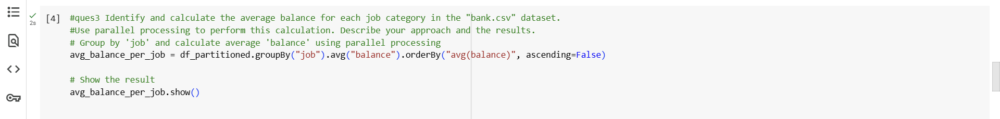 [4] #ques3 Identify and calculate the average balance for each job category in the "bank.csv" dataset.
2s
#Use parallel processing to perform this calculation. Describe your approach and the results.
# Group by 'job' and calculate average 'balance' using parallel processing
avg_balance_per_job = df_partitioned.groupBy("job").avg("balance").orderBy("avg(balance)", ascending=False)
# Show the result
avg_balance_per_job.show()